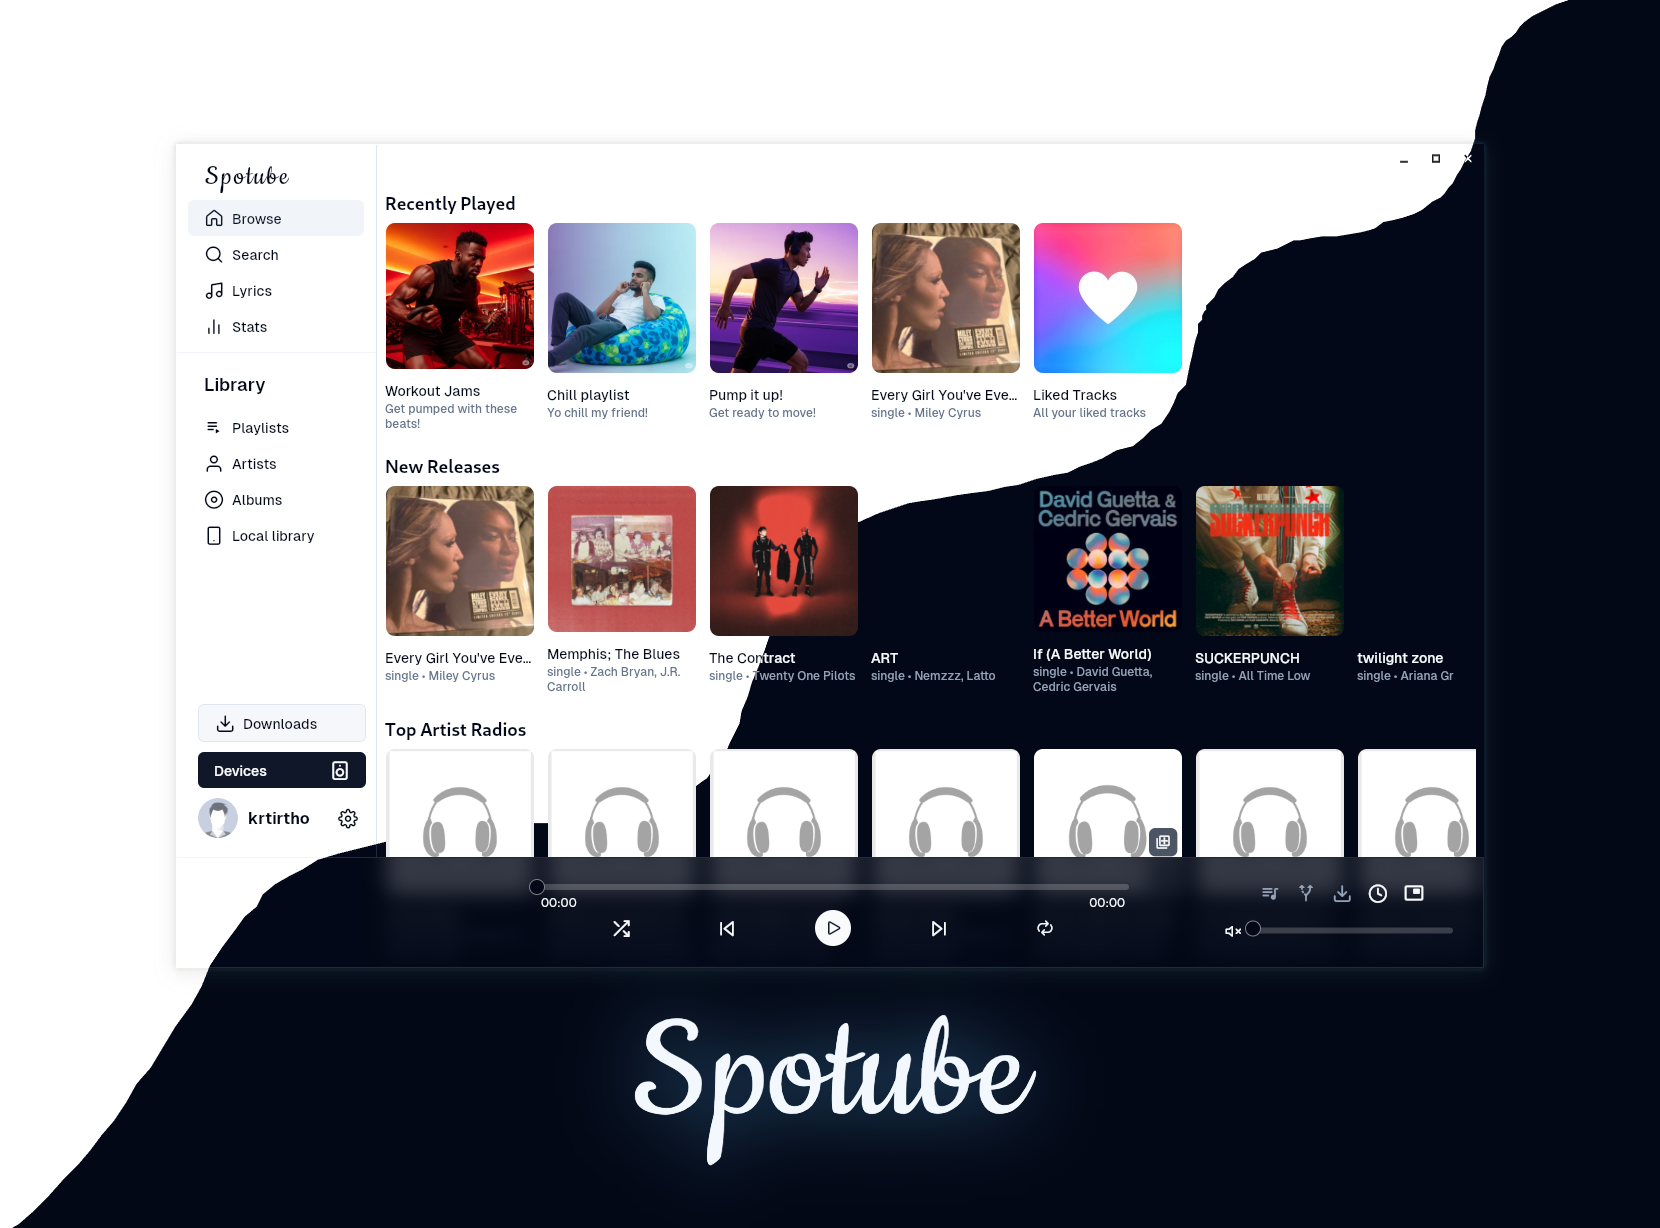 Spotube
Browse
Search
Lyrics
Stats
Library
Playlists
Artists
Albums
Local library
Downloads
Devices
krtirtho
Recently Played
Workout Jams
Get pumped with these
beats!
Chill playlist
Yo chill my friend!
Pump it up!
Get ready to move!
Every Girl You've Eve...
single • Miley Cyrus
Liked Tracks
All your liked tracks
New Releases
Every Girl You've Eve...
single • Miley Cyrus
Memphis; The Blues
single • Zach Bryan, J.R.
Carroll
The Contract
single • Twenty One Pilots
ART
single • Nemzzz, Latto
David Guetta &
Cedric Gervais
A Better World
If (A Better World)
single • David Guetta,
Cedric Gervais
SUCKERPUNCH
SUCKERPUNCH
single • All Time Low
twilight zone
single • Ariana Gr
Top Artist Radios
00:00
00:00
Spotube